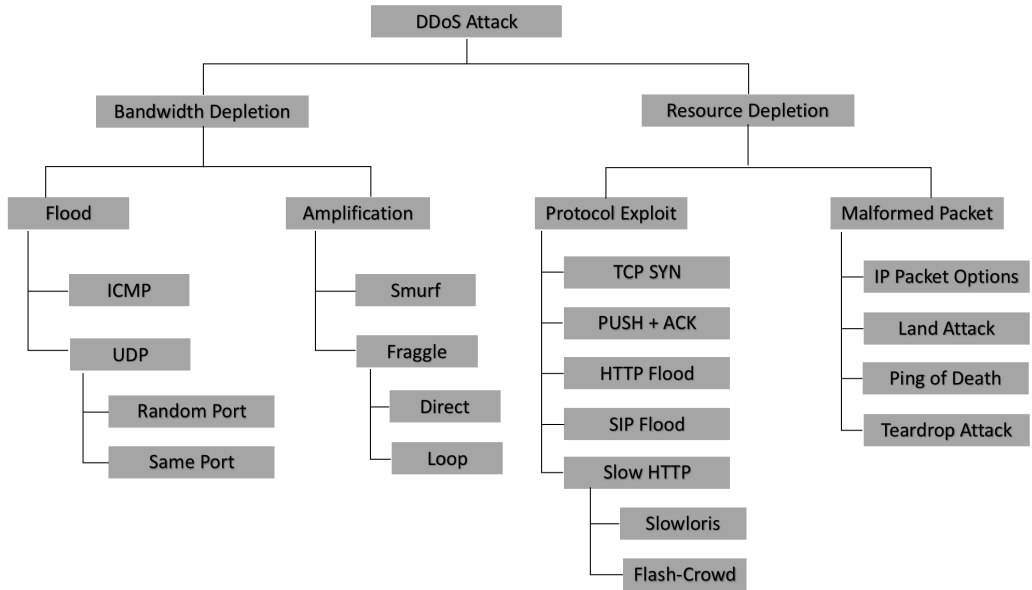 DDoS Attack
Bandwidth Depletion
Resource Depletion
Flood
Amplification
Protocol Exploit
Malformed Packet
ICMP
UDP
Random Port
Same Port
Smurf
Fraggle
Direct
Loop
TCP SYN
PUSH + ACK
HTTP Flood
SIP Flood
Slow HTTP
Slowloris
Flash-Crowd
IP Packet Options
Land Attack
Ping of Death
Teardrop Attack